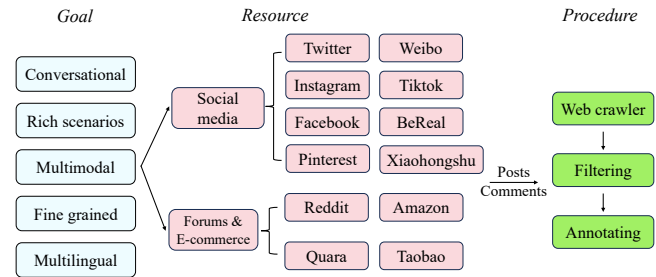 Goal
Resource
Procedure
Conversational
Rich scenarios
Multimodal
Fine grained
Multilingual
Social
media
Forums &
E-commerce
Twitter
Weibo
Instagram
Tiktok
Facebook
BeReal
Pinterest
Xiaohongshu
Reddit
Amazon
Quara
Taobao
Posts
Comments
Web crawler
Filtering
Annotating